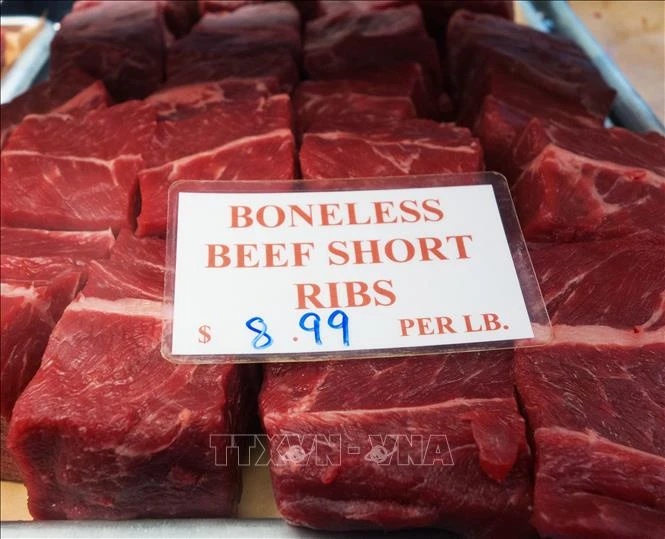 BONELESS
BEEF SHORT
RIBS
$ 8.99 PER LB.
TTXVN-VNA